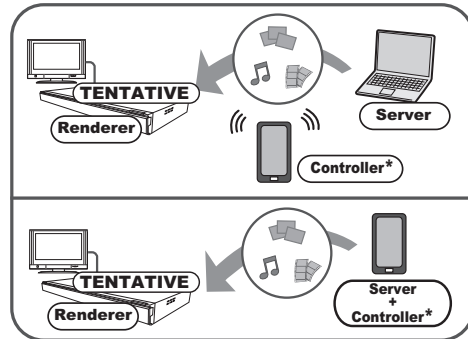 TENTATIVE
Renderer
Server
Controller*
TENTATIVE
Renderer
Server
+
Controller*